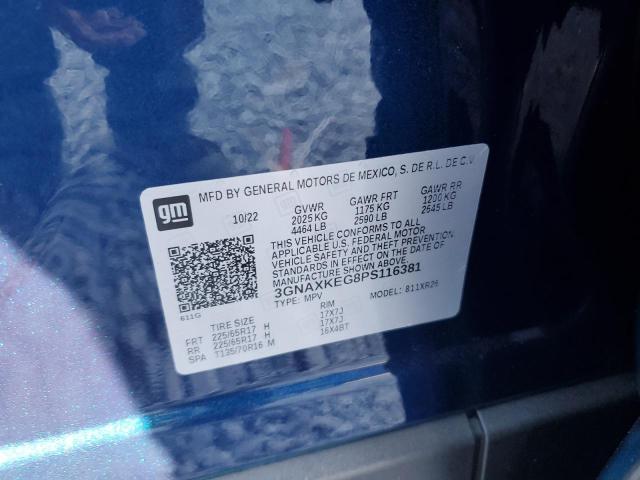 gm
MFD BY GENERAL MOTORS DE MEXICO, S. DE R.L. DE C.V
10/22 GVWR GAWR FRT GAWR RR
2025 KG 1175 KG 1200 KG
4464 LB 2590 LB 2645 LB
THIS VEHICLE CONFORMS TO ALL
APPLICABLE U.S. FEDERAL MOTOR
VEHICLE SAFETY AND THEFT PREVENTION
STANDARDS IN EFFECT ON THE DATE OF
MANUFACTURE SHOWN ABOVE.
3GNAXKEG8PS116381
TYPE: MPV MODEL: 811XR26
611G
TIRE SIZE RIM
FRT 225/65R17 H 17X7J
RR 225/65R17 H 17X7J
SPA T135/70R16 M 16X4BT